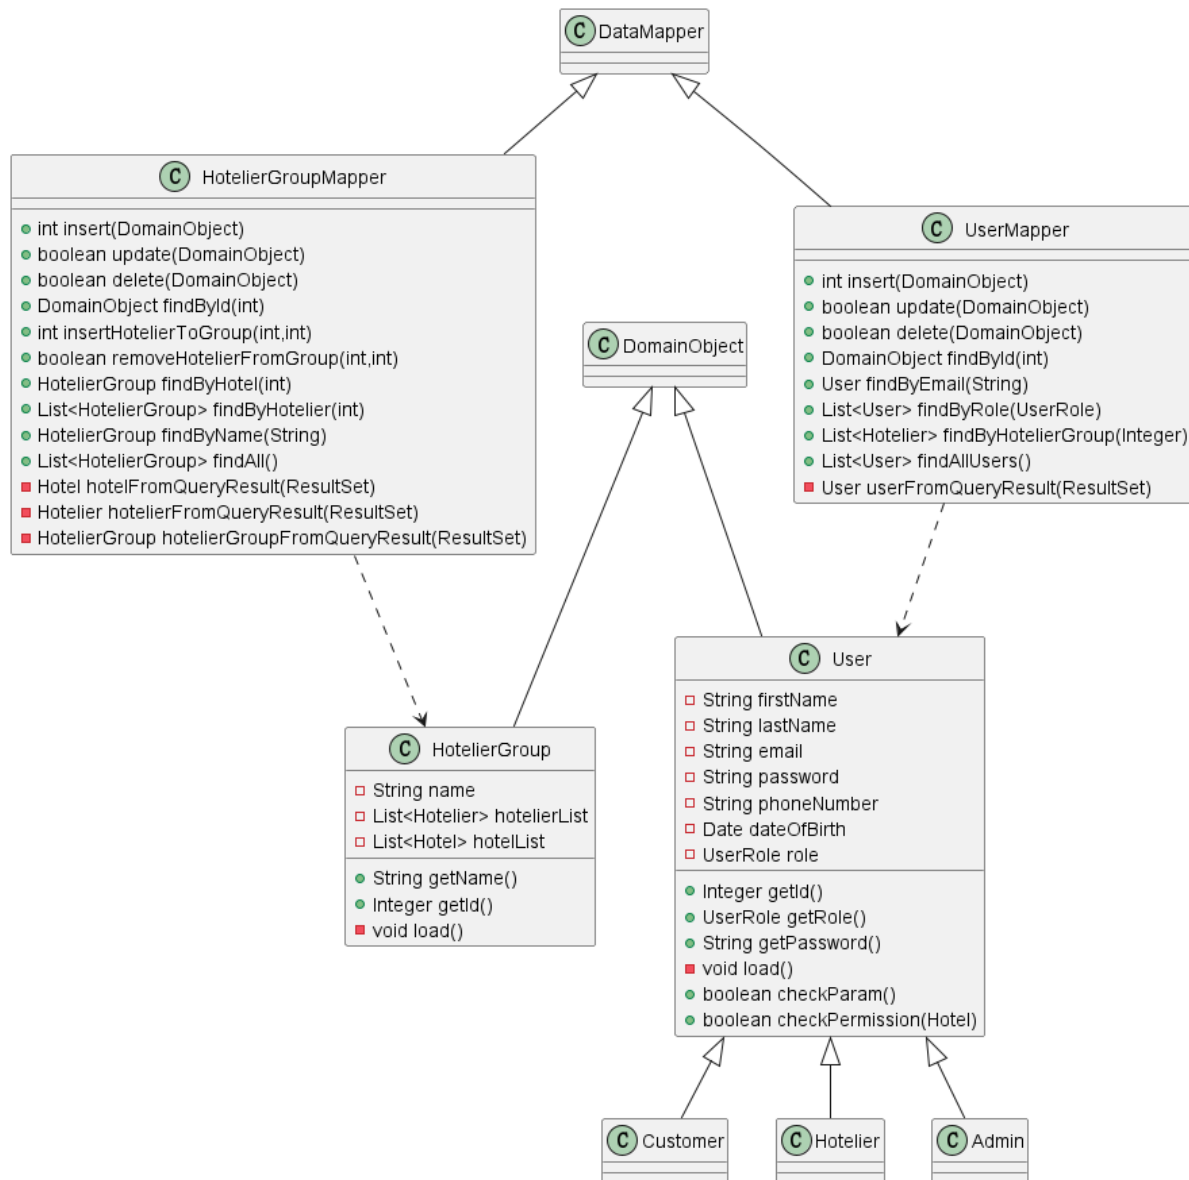 C DataMapper
C HotelierGroupMapper
int insert(DomainObject)
boolean update(DomainObject)
boolean delete(DomainObject)
DomainObject findById(int)
int insertHotelierToGroup(int,int)
boolean removeHotelierFromGroup(int,int)
HotelierGroup findByHotel(int)
List<HotelierGroup> findByHotelier(int)
HotelierGroup findByName(String)
List<HotelierGroup> findAll()
Hotel hotelFromQueryResult(ResultSet)
Hotelier hotelierFromQueryResult(ResultSet)
HotelierGroup hotelierGroupFromQueryResult(ResultSet)
C UserMapper
int insert(DomainObject)
boolean update(DomainObject)
boolean delete(DomainObject)
DomainObject findById(int)
User findByEmail(String)
List<User> findByRole(UserRole)
List<Hotelier> findByHotelierGroup(Integer)
List<User> findAllUsers()
User userFromQueryResult(ResultSet)
C DomainObject
C HotelierGroup
String name
List<Hotelier> hotelierList
List<Hotel> hotelList
String getName()
Integer getId()
void load()
C User
String firstName
String lastName
String email
String password
String phoneNumber
Date dateOfBirth
UserRole role
Integer getId()
UserRole getRole()
String getPassword()
void load()
boolean checkParam()
boolean checkPermission(Hotel)
C Customer
C Hotelier
C Admin